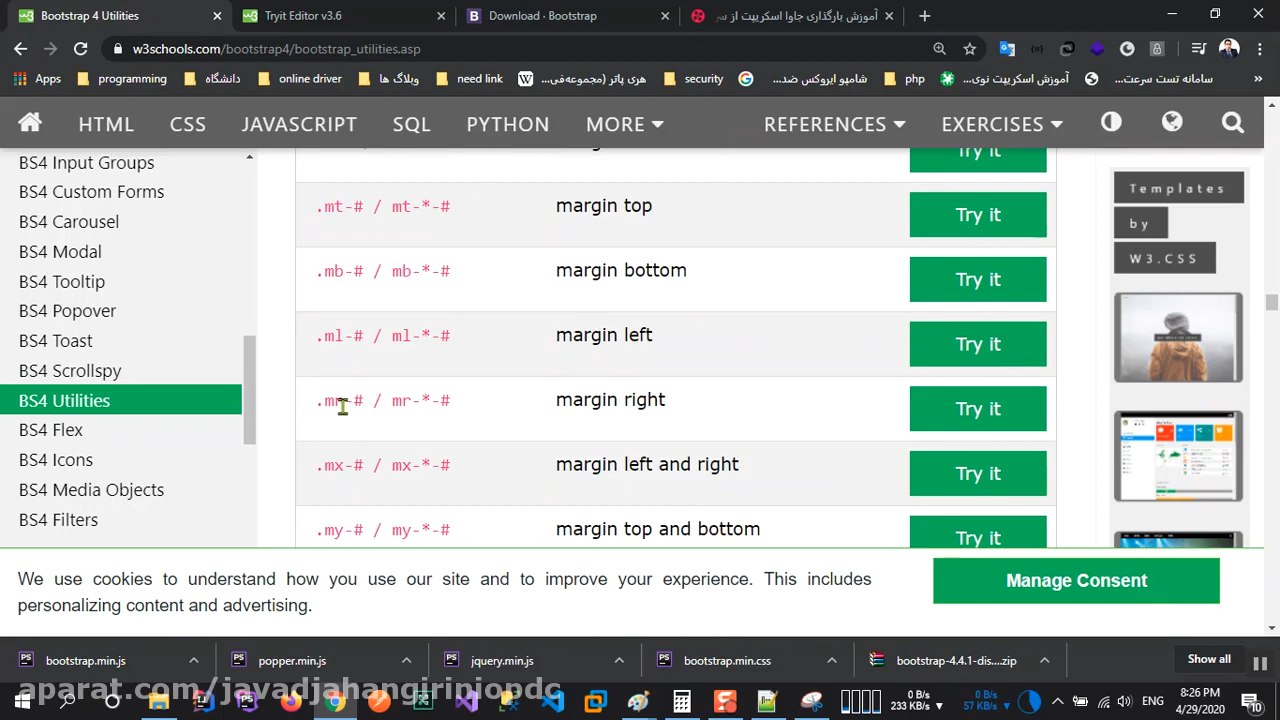 Bootstrap 4 Utilities
Tryit Editor v3.6
Download · Bootstrap
آموزش بارگذاری جاوا اسکریپت از سر
w3schools.com/bootstrap4/bootstrap_utilities.asp
Apps
programming
دانشگاه
online driver
وبلاگ ها
need link
هری پاتر (مجموعه‌فی...
security
شامپو ایروکس ضد...
php
آموزش اسکریپت نوی...
سامانه تست سرعت...
HTML
CSS
JAVASCRIPT
SQL
PYTHON
MORE
REFERENCES
EXERCISES
BS4 Input Groups
BS4 Custom Forms
BS4 Carousel
BS4 Modal
BS4 Tooltip
BS4 Popover
BS4 Toast
BS4 Scrollspy
BS4 Utilities
BS4 Flex
BS4 Icons
BS4 Media Objects
BS4 Filters
Try it
.mt-# / mt-*-# margin top Try it
.mb-# / mb-*-# margin bottom Try it
.ml-# / ml-*-# margin left Try it
.mr-# / mr-*-# margin right Try it
.mx-# / mx-*-# margin left and right Try it
.my-# / my-*-# margin top and bottom Try it
Templates
by
W3.CSS
We use cookies to understand how you use our site and to improve your experience. This includes
personalizing content and advertising.
Manage Consent
bootstrap.min.js
popper.min.js
jquery.min.js
bootstrap.min.css
bootstrap-4.4.1-dis....zip
Show all
aparat.com/javadjahangiriniopdc
0 B/s
233 KB/s
0 B/s
57 KB/s
ENG
8:26 PM
4/29/2020
10